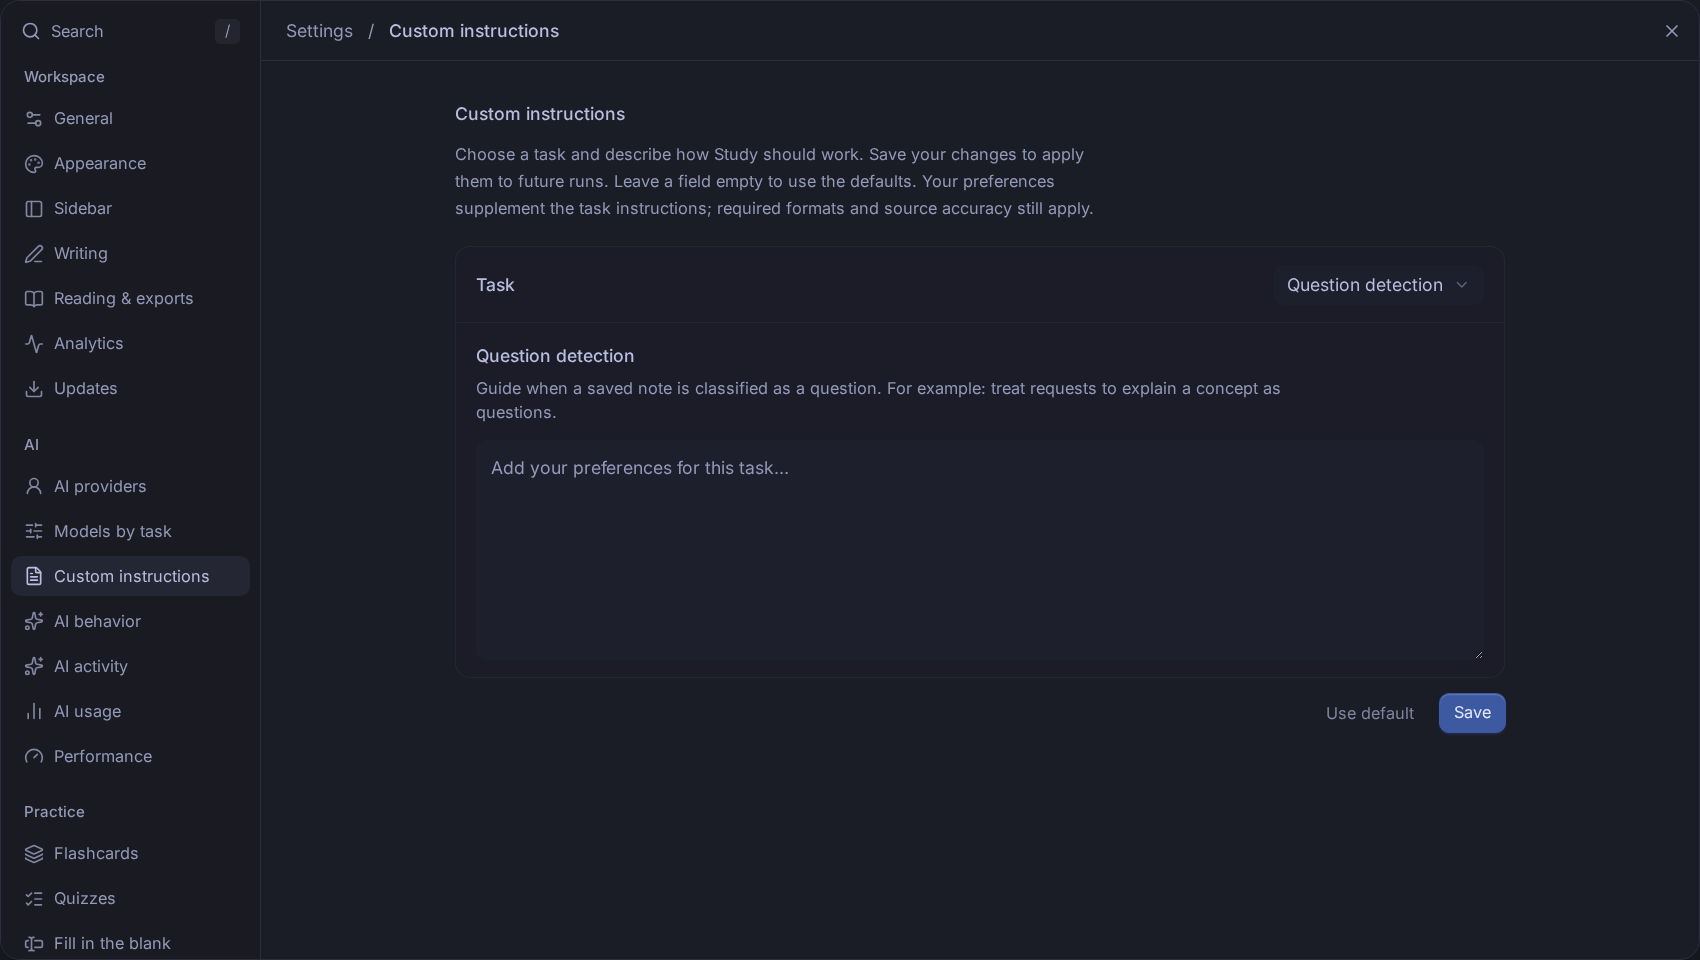 Search
/
Workspace
General
Appearance
Sidebar
Writing
Reading & exports
Analytics
Updates
AI
AI providers
Models by task
Custom instructions
AI behavior
AI activity
AI usage
Performance
Practice
Flashcards
Quizzes
Fill in the blank
Settings / Custom instructions
Custom instructions
Choose a task and describe how Study should work. Save your changes to apply
them to future runs. Leave a field empty to use the defaults. Your preferences
supplement the task instructions; required formats and source accuracy still apply.
Task
Question detection
Question detection
Guide when a saved note is classified as a question. For example: treat requests to explain a concept as
questions.
Add your preferences for this task...
Use default
Save